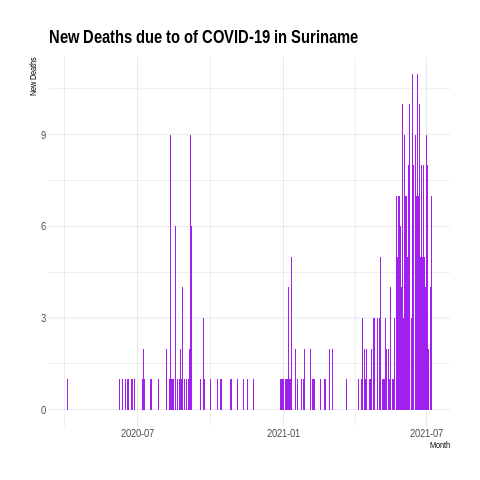 New Deaths due to of COVID-19 in Suriname
New Deaths
9
6
3
0
2020-07
2021-01
2021-07
Month